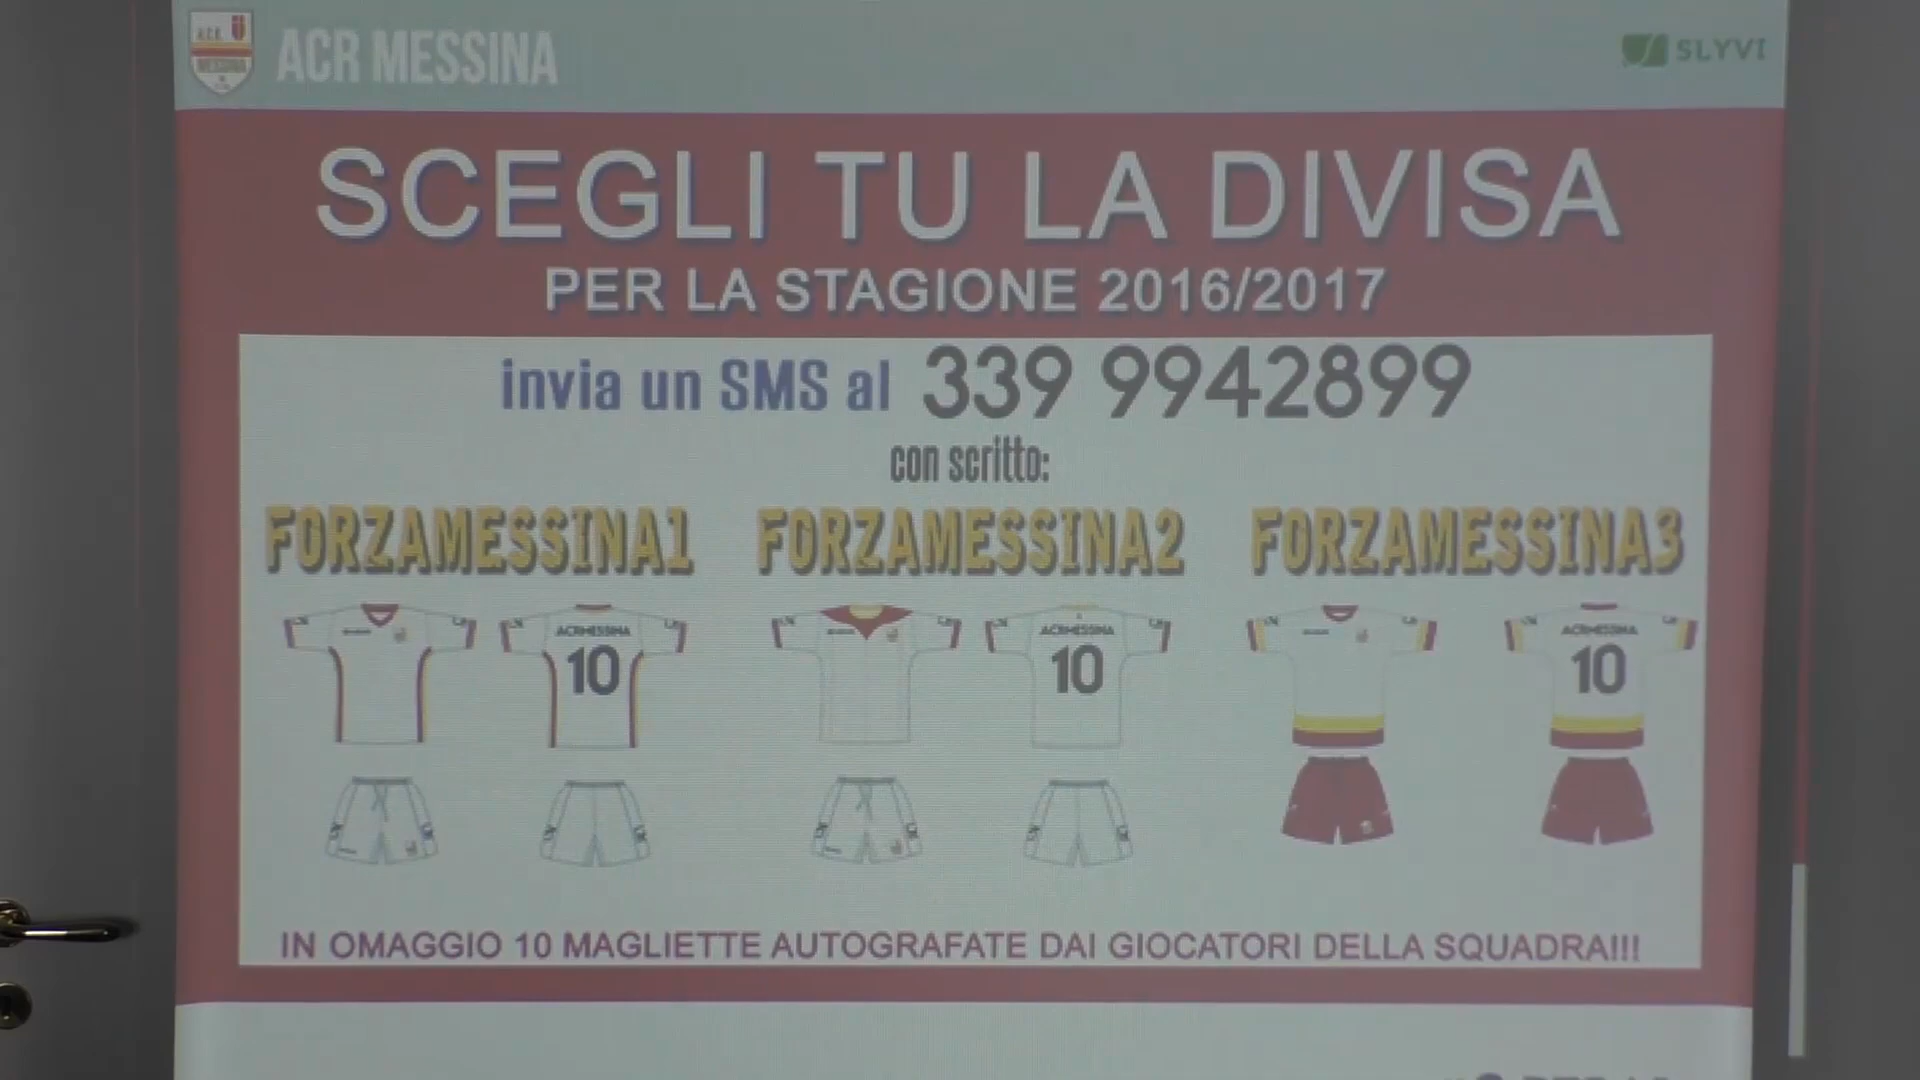 ACR MESSINA
SLYVI
SCEGLI TU LA DIVISA
PER LA STAGIONE 2016/2017
invia un SMS al 339 9942899
con scritto:
FORZAMESSINA1 FORZAMESSINA2 FORZAMESSINA3
ACRMESSINA ACRMESSINA ACRMESSINA
10 10 10
IN OMAGGIO 10 MAGLIETTE AUTOGRAFATE DAI GIOCATORI DELLA SQUADRA!!!